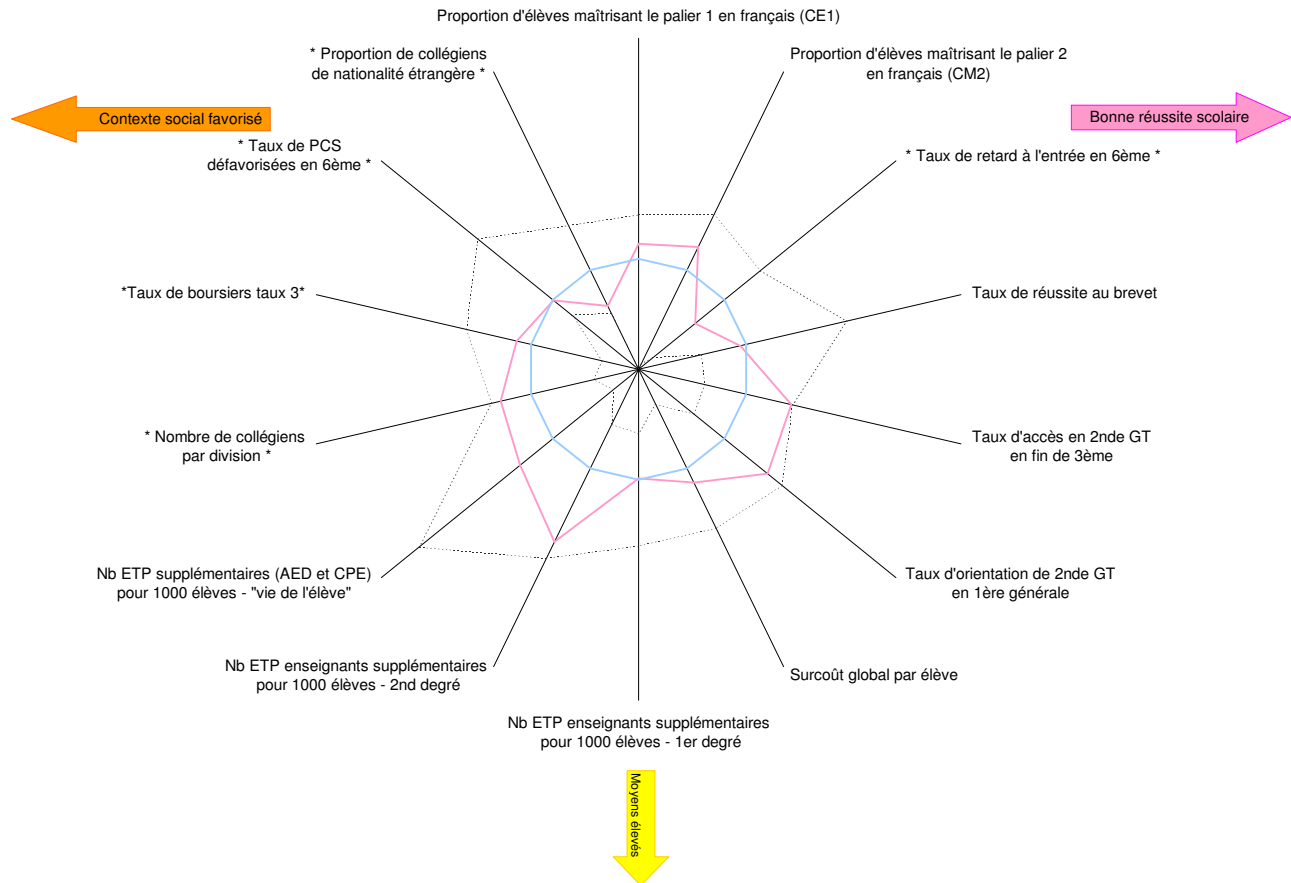 Proportion d'élèves maîtrisant le palier 1 en français (CE1)
* Proportion de collégiens
de nationalité étrangère *
Proportion d'élèves maîtrisant le palier 2
en français (CM2)
Contexte social favorisé
Bonne réussite scolaire
* Taux de PCS
défavorisées en 6ème *
* Taux de retard à l'entrée en 6ème *
*Taux de boursiers taux 3*
Taux de réussite au brevet
* Nombre de collégiens
par division *
Taux d'accès en 2nde GT
en fin de 3ème
Nb ETP supplémentaires (AED et CPE)
pour 1000 élèves - "vie de l'élève"
Taux d'orientation de 2nde GT
en 1ère générale
Nb ETP enseignants supplémentaires
pour 1000 élèves - 2nd degré
Surcoût global par élève
Nb ETP enseignants supplémentaires
pour 1000 élèves - 1er degré
Moyens élevés